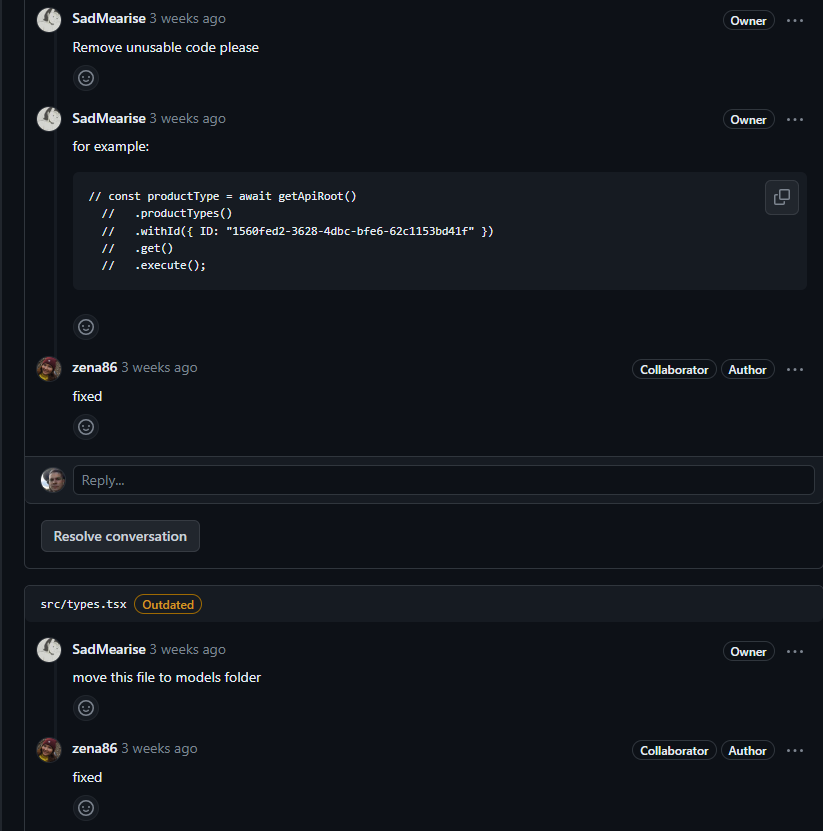 SadMearise 3 weeks ago Owner
Remove unusable code please
SadMearise 3 weeks ago Owner
for example:
// const productType = await getApiRoot()
//   .productTypes()
//   .withId({ ID: "1560fed2-3628-4dbc-bfe6-62c1153bd41f" })
//   .get()
//   .execute();
zena86 3 weeks ago Collaborator Author
fixed
Reply...
Resolve conversation
src/types.tsx Outdated
SadMearise 3 weeks ago Owner
move this file to models folder
zena86 3 weeks ago Collaborator Author
fixed